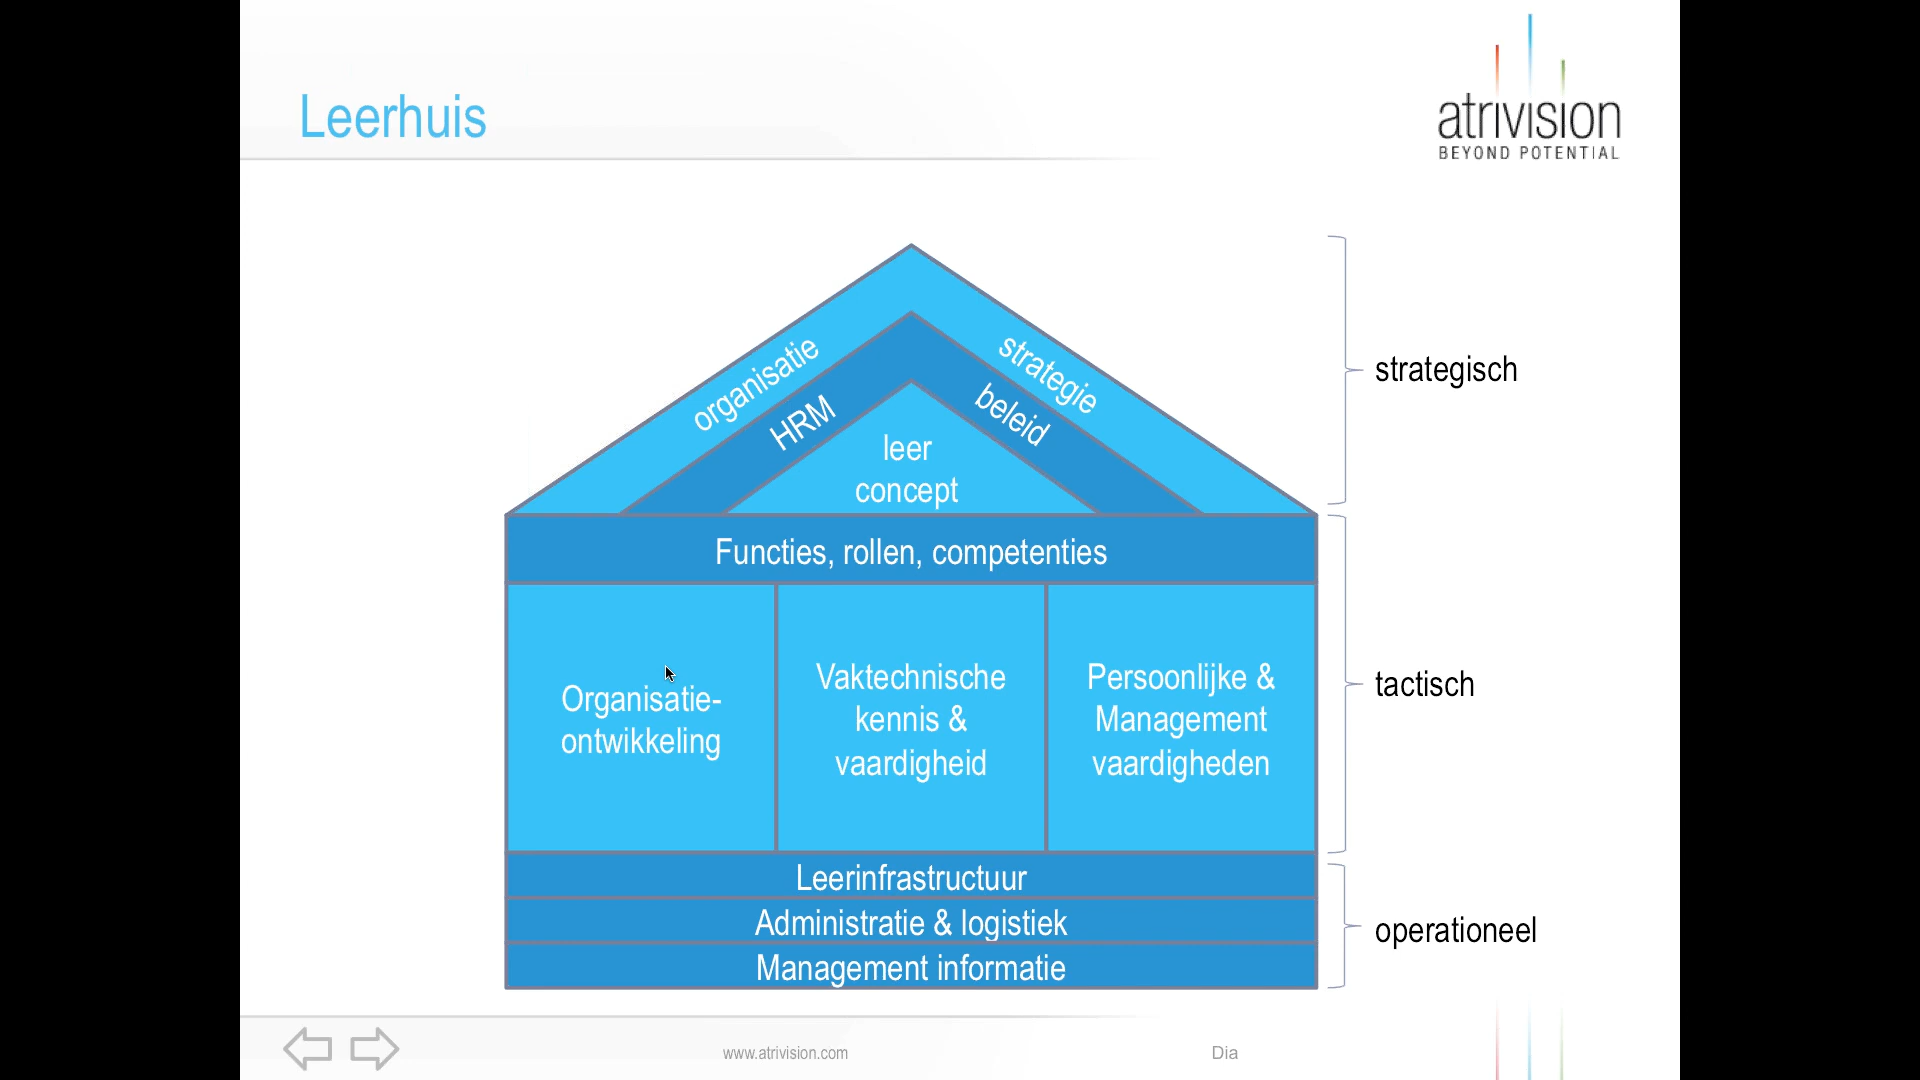 Leerhuis
atrivision
BEYOND POTENTIAL
organisatie
strategie
HRM
beleid
leer
concept
strategisch
Functies, rollen, competenties
Organisatie-
ontwikkeling
Vaktechnische
kennis &
vaardigheid
Persoonlijke &
Management
vaardigheden
tactisch
Leerinfrastructuur
Administratie & logistiek
Management informatie
operationeel
www.atrivision.com
Dia